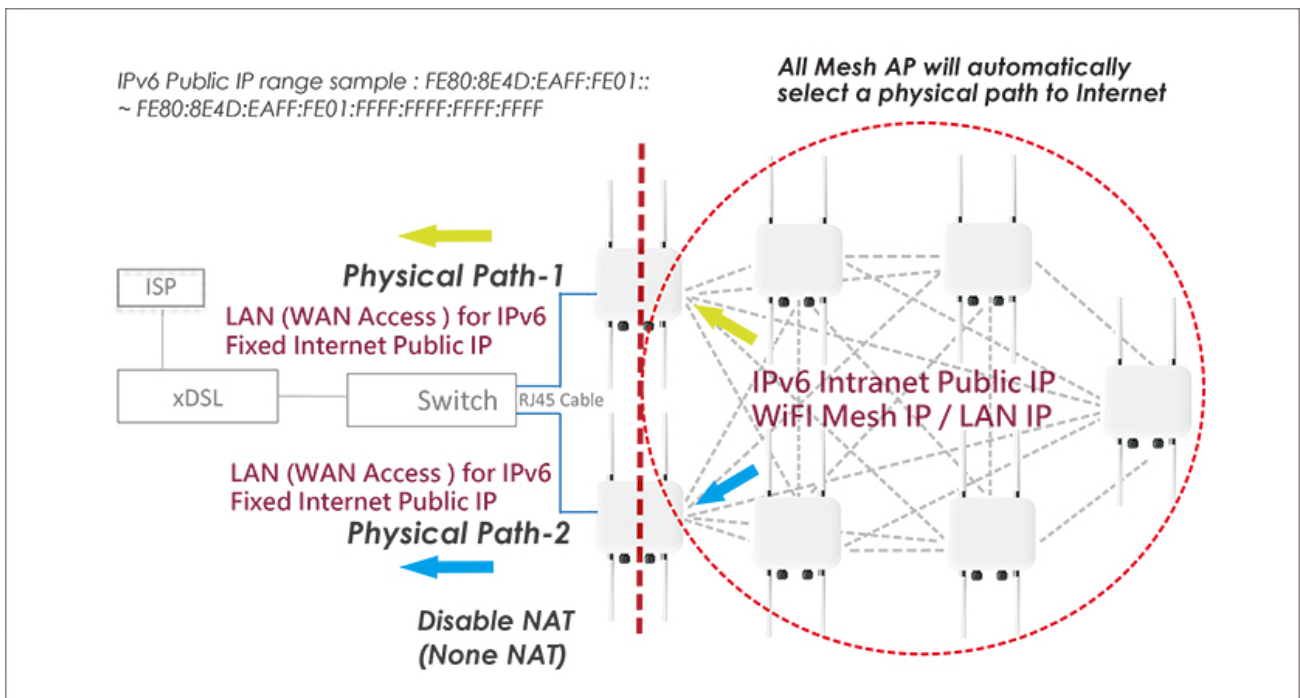 IPv6 Public IP range sample : FE80:8E4D:EAFF:FE01::
~ FE80:8E4D:EAFF:FE01:FFFF:FFFF:FFFF:FFFF
All Mesh AP will automatically
select a physical path to Internet
Physical Path-1
ISP
LAN (WAN Access ) for IPv6
Fixed Internet Public IP
xDSL
Switch
RJ45 Cable
IPv6 Intranet Public IP
WiFI Mesh IP / LAN IP
LAN (WAN Access ) for IPv6
Fixed Internet Public IP
Physical Path-2
Disable NAT
(None NAT)